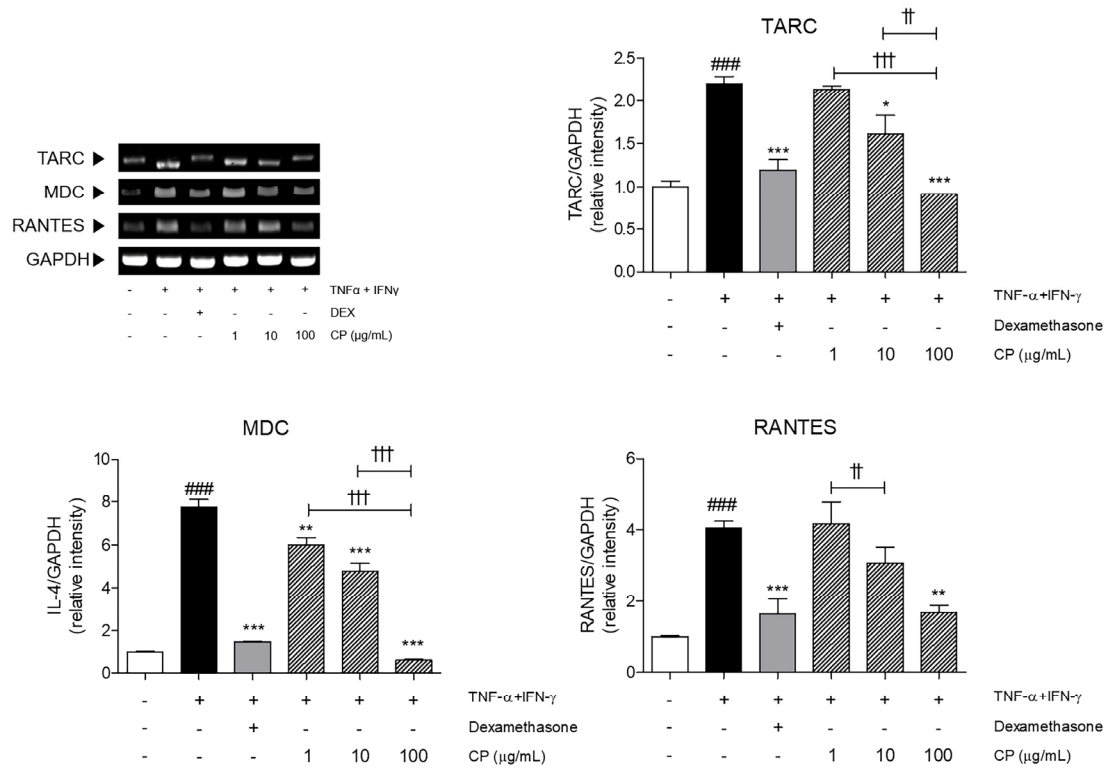 TARC
MDC
RANTES
GAPDH
- + + + + + TNFα + IFNγ
- - + - - - DEX
- - - 1 10 100 CP (µg/mL)
TARC
††
†††
###
***
*
***
2.5
2.0
1.5
1.0
0.5
0.0
TARC/GAPDH
(relative intensity)
- + + + + + TNF-α+IFN-γ
- - + - - - Dexamethasone
- - - 1 10 100 CP (µg/mL)
MDC
†††
†††
###
***
**
***
***
10
8
6
4
2
0
IL-4/GAPDH
(relative intensity)
- + + + + + TNF-α+IFN-γ
- - + - - - Dexamethasone
- - - 1 10 100 CP (µg/mL)
RANTES
††
###
***
**
6
4
2
0
RANTES/GAPDH
(relative intensity)
- + + + + + TNF-α+IFN-γ
- - + - - - Dexamethasone
- - - 1 10 100 CP (µg/mL)